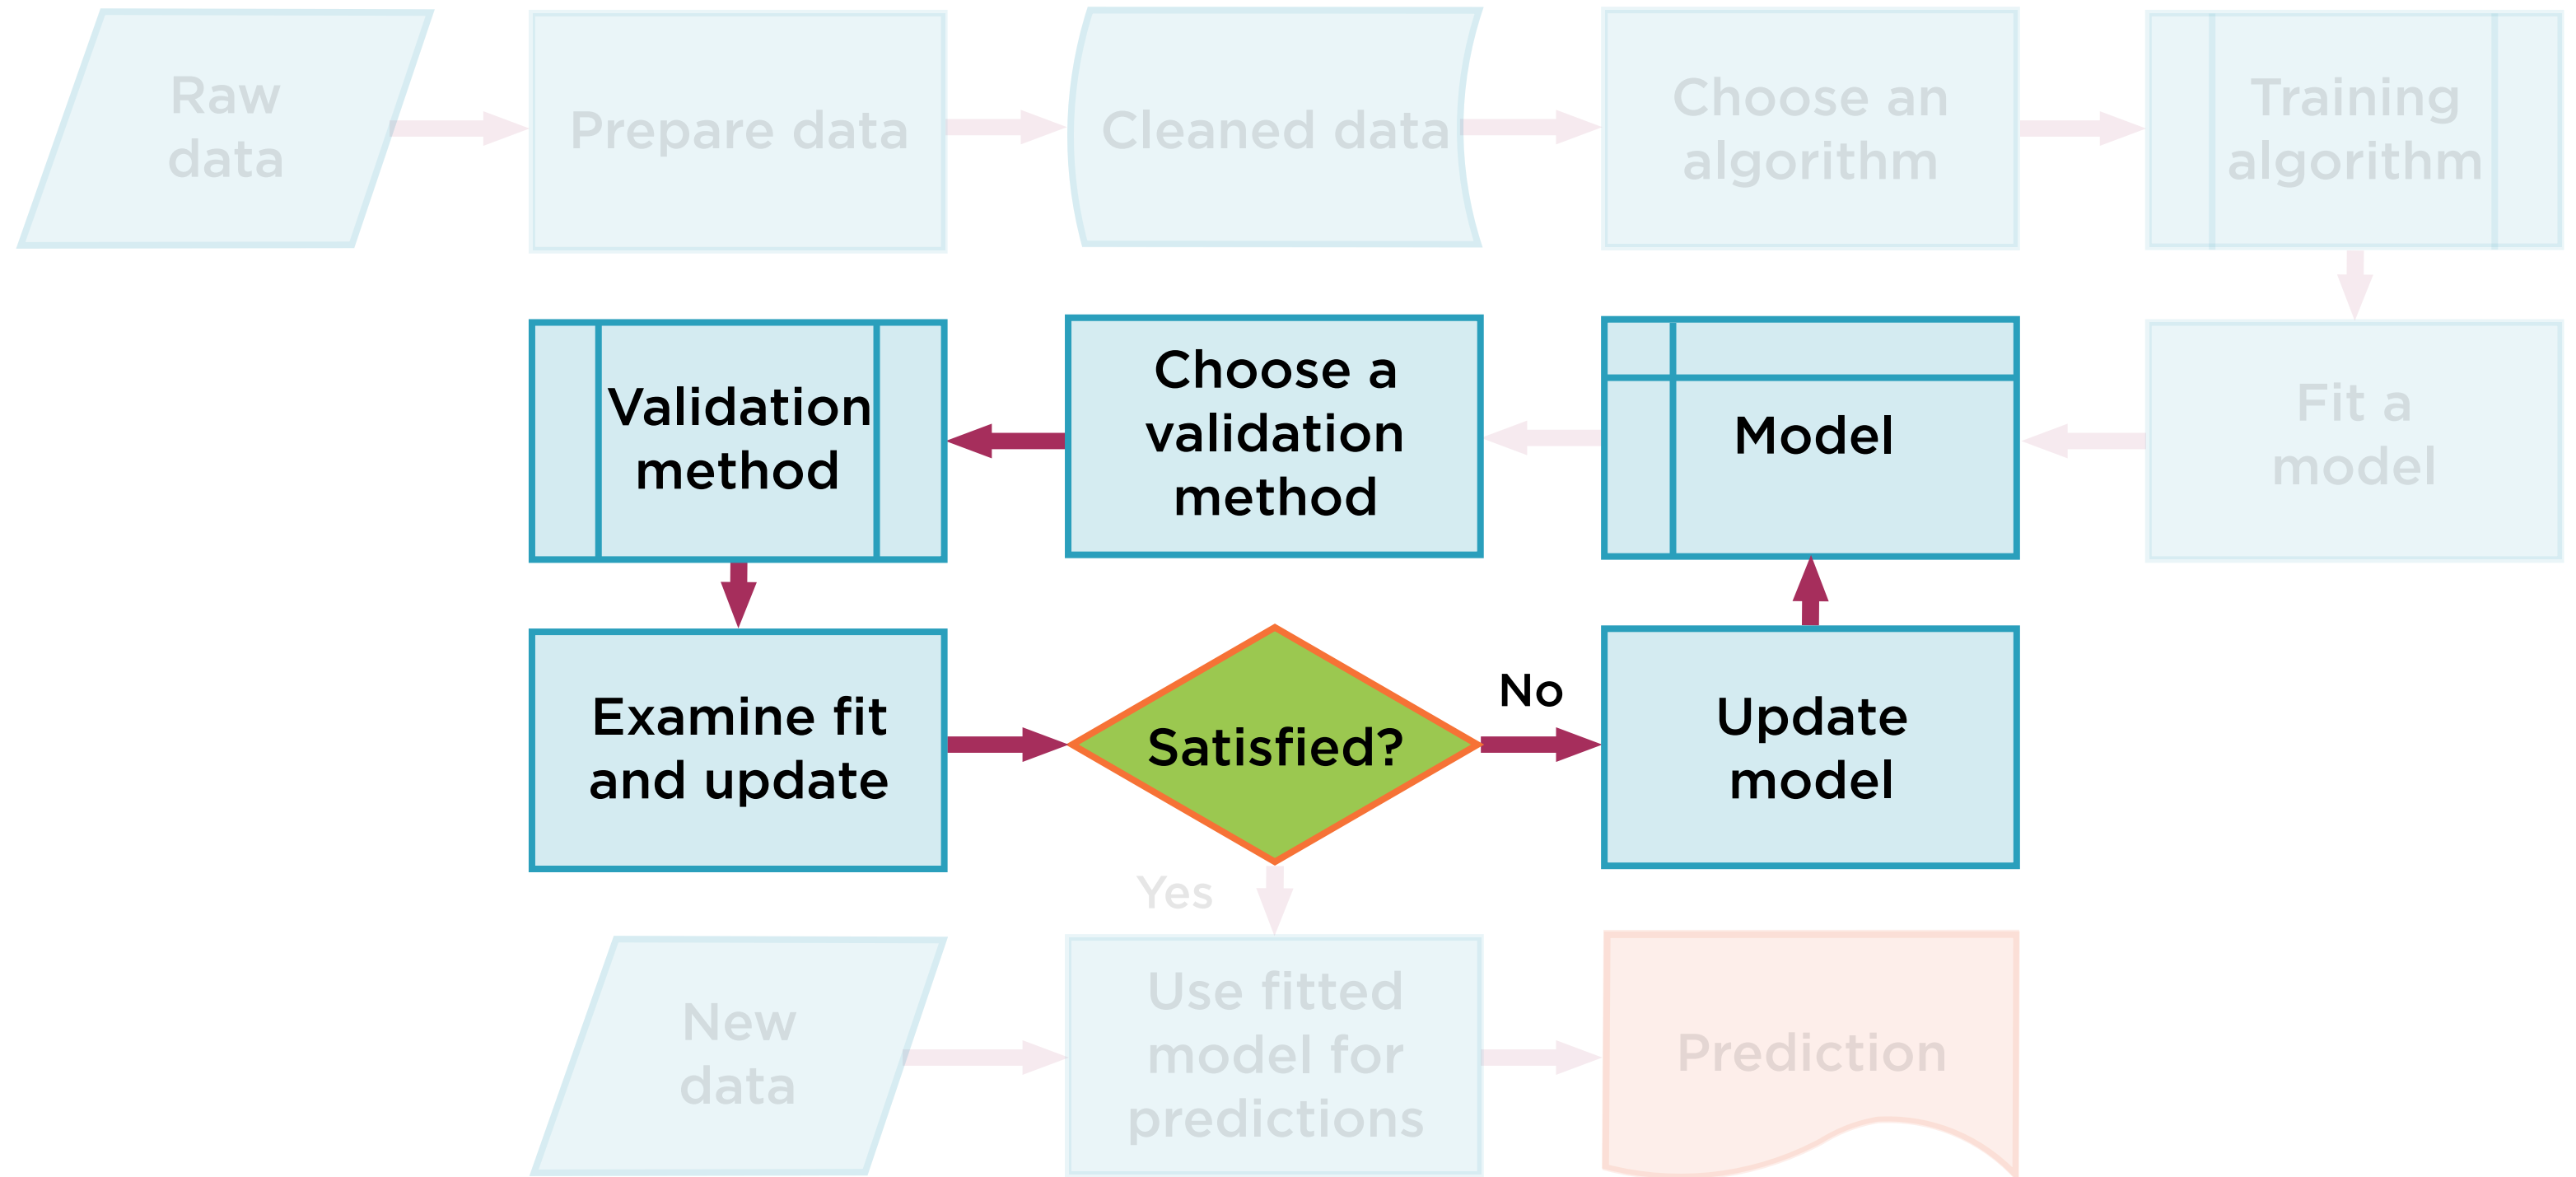 Raw
data
Prepare data
Cleaned data
Choose an
algorithm
Training
algorithm
Validation
method
Choose a
validation
method
Model
Fit a
model
Examine fit
and update
Satisfied?
No
Update
model
Yes
New
data
Use fitted
model for
predictions
Prediction